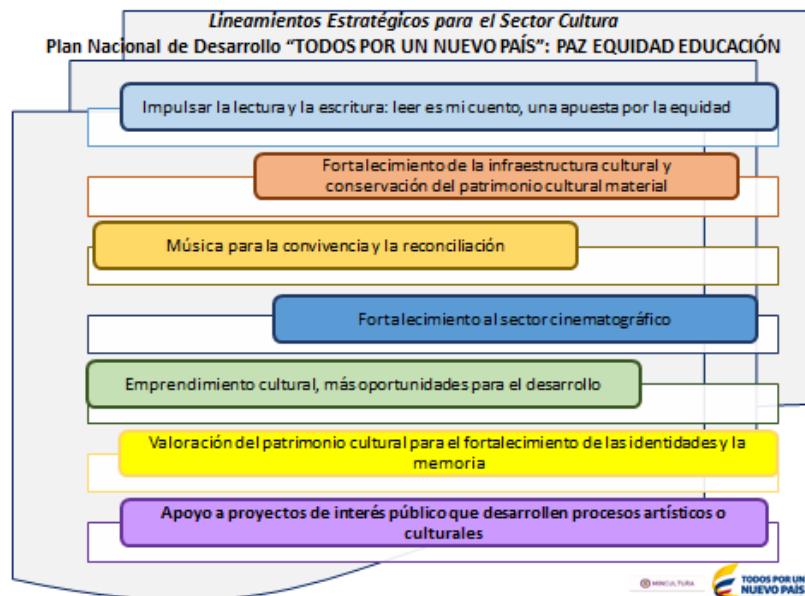 Lineamientos Estratégicos para el Sector Cultura
Plan Nacional de Desarrollo “TODOS POR UN NUEVO PAÍS”: PAZ EQUIDAD EDUCACIÓN
Impulsar la lectura y la escritura: leer es mi cuento, una apuesta por la equidad
Fortalecimiento de la infraestructura cultural y
conservación del patrimonio cultural material
Música para la convivencia y la reconciliación
Fortalecimiento al sector cinematográfico
Emprendimiento cultural, más oportunidades para el desarrollo
Valoración del patrimonio cultural para el fortalecimiento de las identidades y la
memoria
Apoyo a proyectos de interés público que desarrollen procesos artísticos o
culturales
MINCULTURA
TODOS POR UN
NUEVO PAÍS